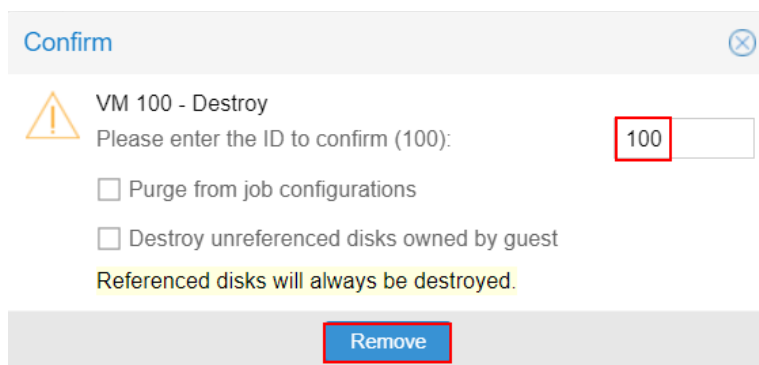 Confirm
VM 100 - Destroy
Please enter the ID to confirm (100): 100
Purge from job configurations
Destroy unreferenced disks owned by guest
Referenced disks will always be destroyed.
Remove